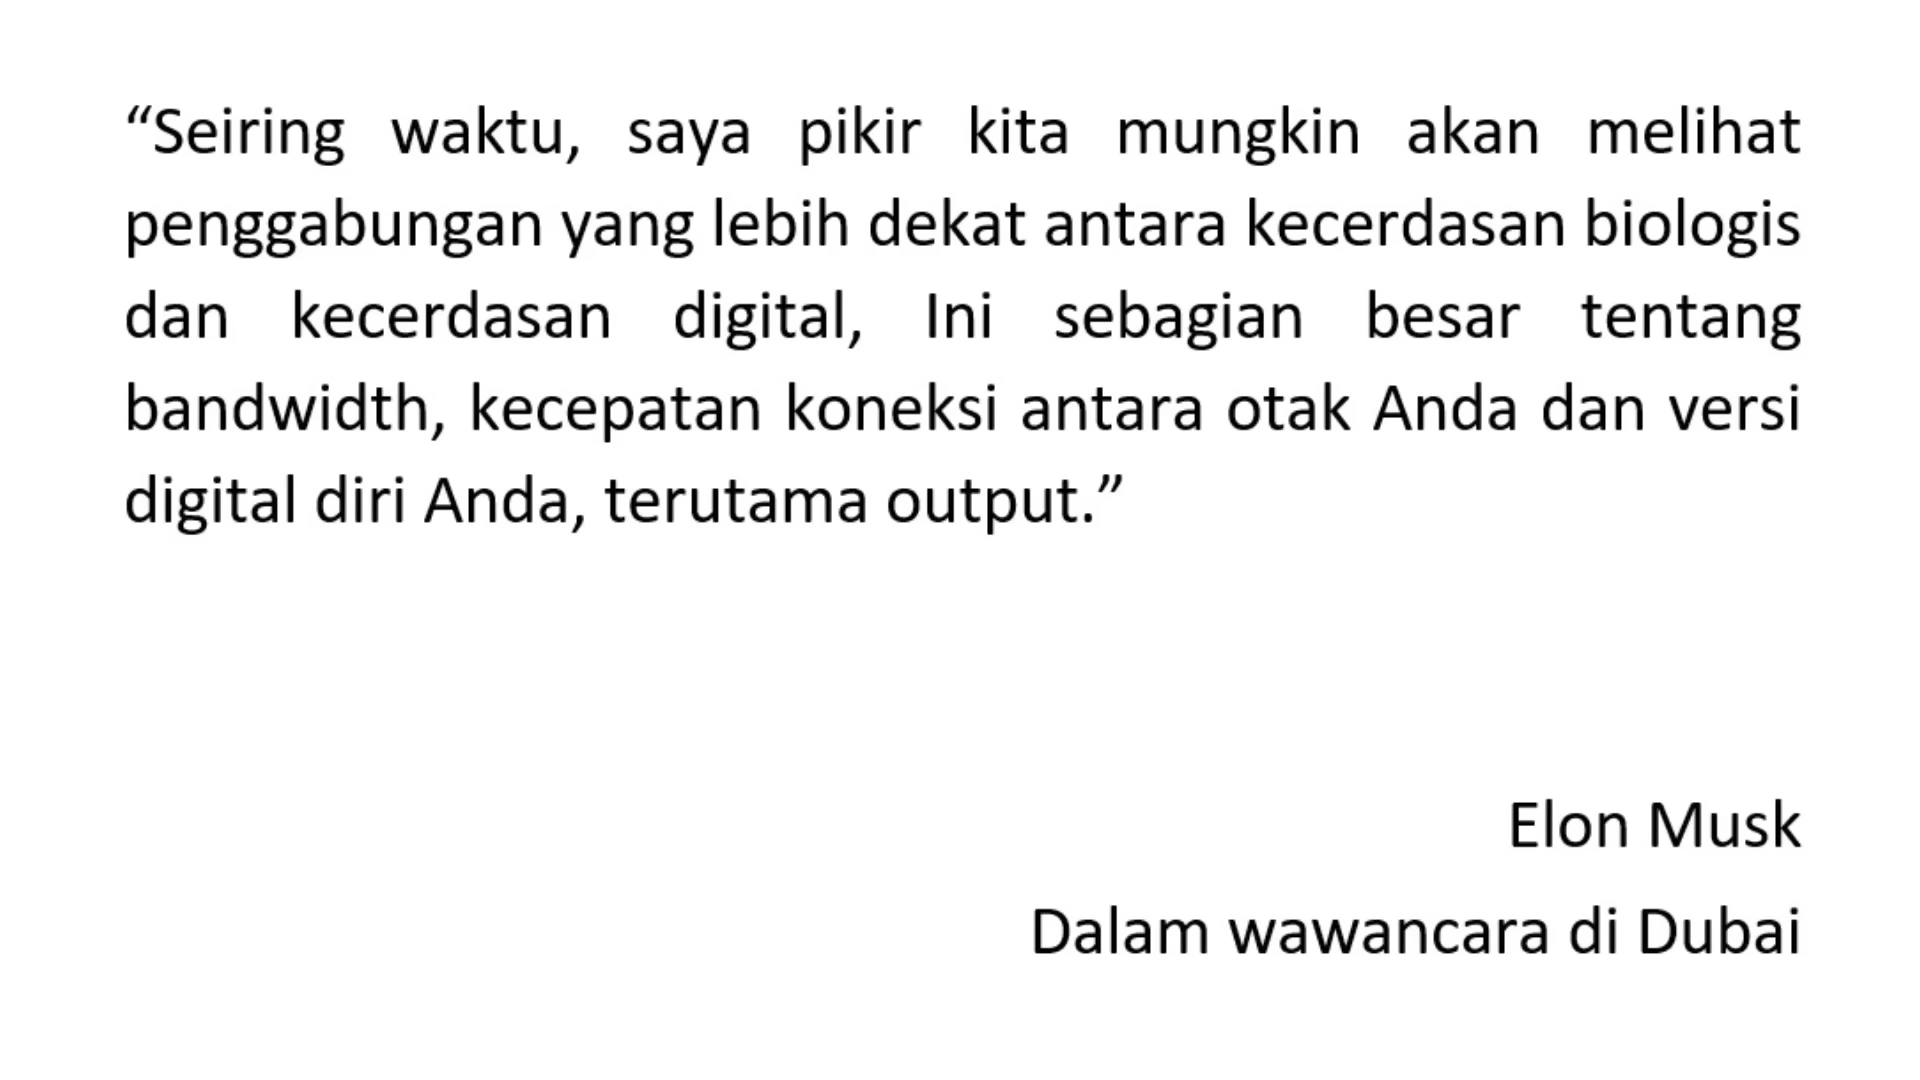 “Seiring waktu, saya pikir kita mungkin akan melihat
penggabungan yang lebih dekat antara kecerdasan biologis
dan kecerdasan digital, Ini sebagian besar tentang
bandwidth, kecepatan koneksi antara otak Anda dan versi
digital diri Anda, terutama output.”
Elon Musk
Dalam wawancara di Dubai